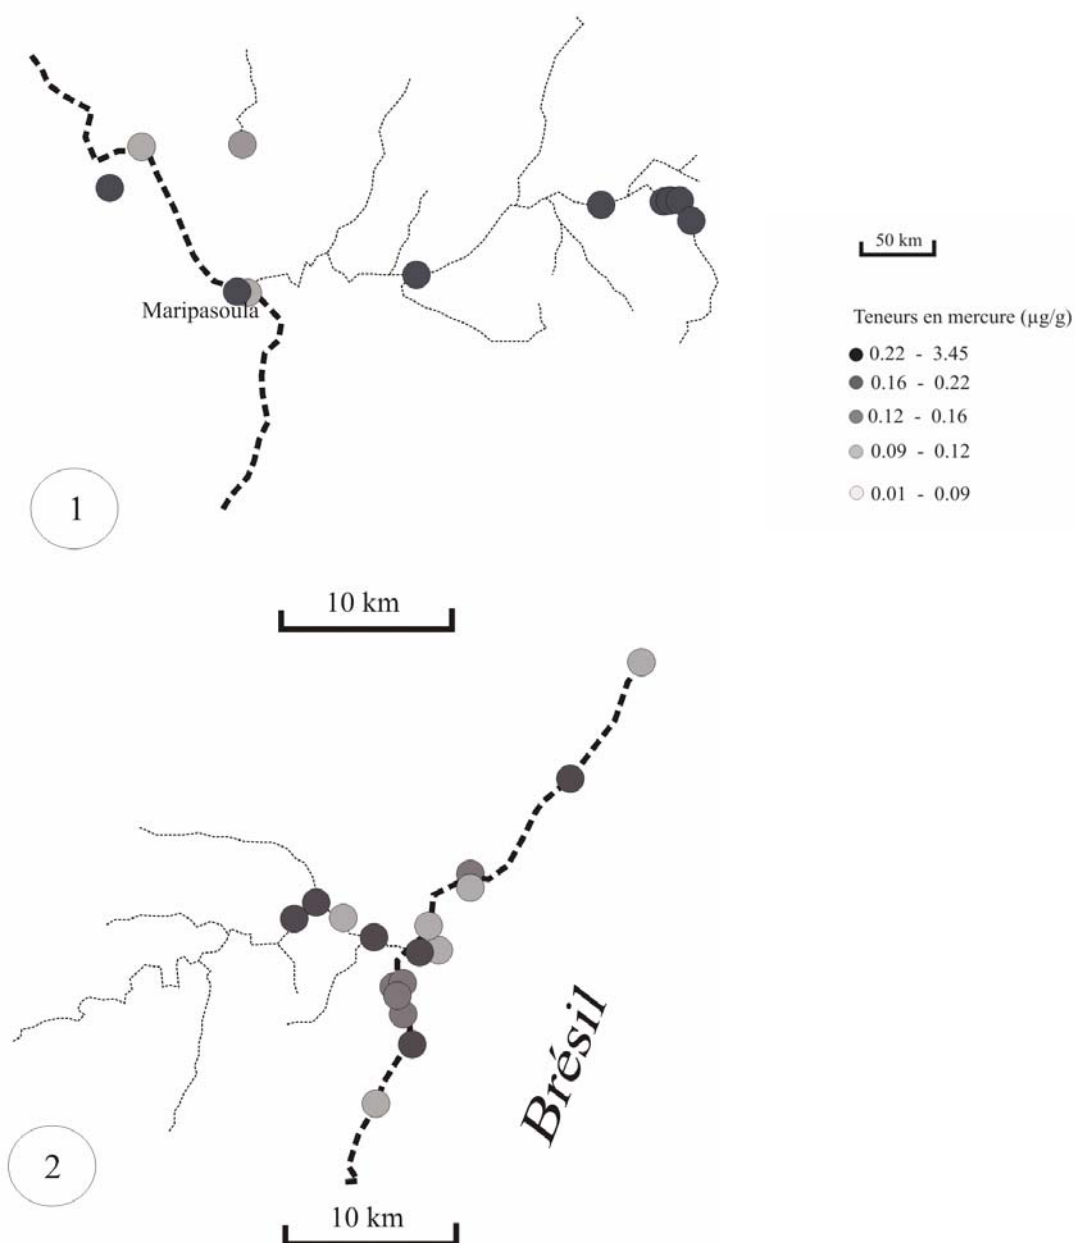 50 km
Teneurs en mercure (µg/g)
0.22 - 3.45
0.16 - 0.22
0.12 - 0.16
0.09 - 0.12
0.01 - 0.09
Maripasoula
1
10 km
Brésil
2
10 km